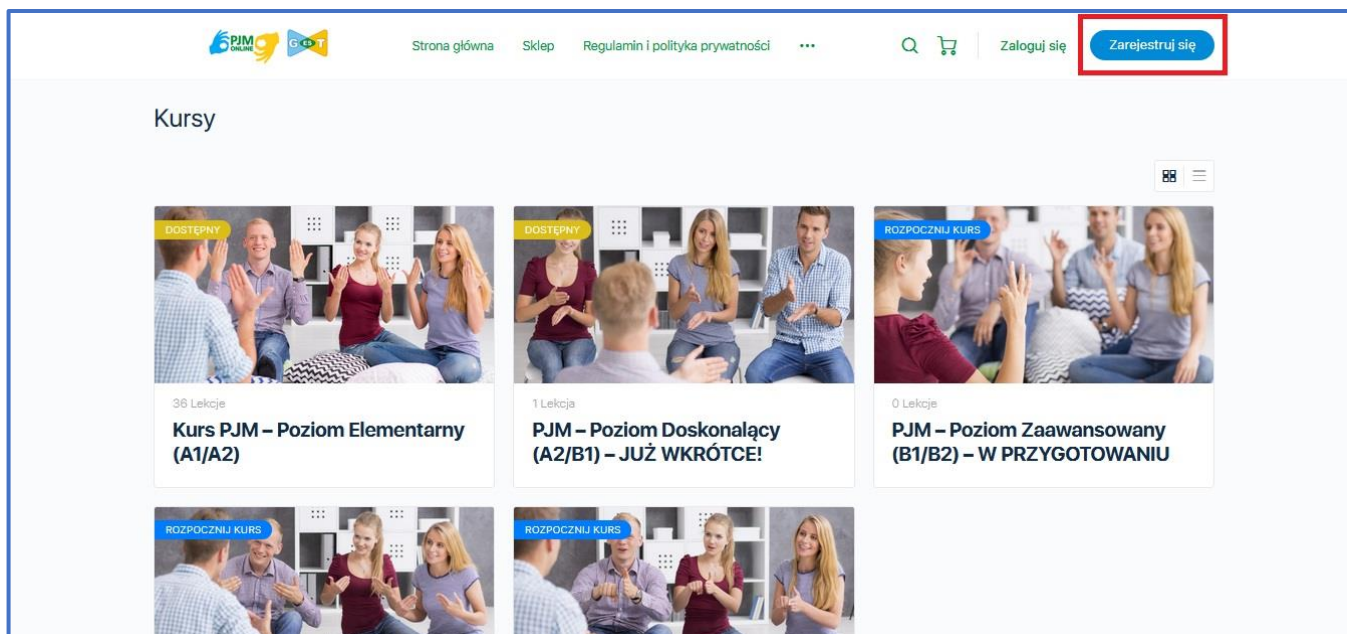 PJM
ONLINE
GEST
Strona główna Sklep Regulamin i polityka prywatności ••• Zaloguj się Zarejestruj się
Kursy
DOSTĘPNY DOSTĘPNY ROZPOCZNIJ KURS
36 Lekcje 1 Lekcja 0 Lekcje
Kurs PJM – Poziom Elementarny PJM – Poziom Doskonalący PJM – Poziom Zaawansowany
(A1/A2) (A2/B1) – JUŻ WKRÓTCE! (B1/B2) – W PRZYGOTOWANIU
ROZPOCZNIJ KURS ROZPOCZNIJ KURS